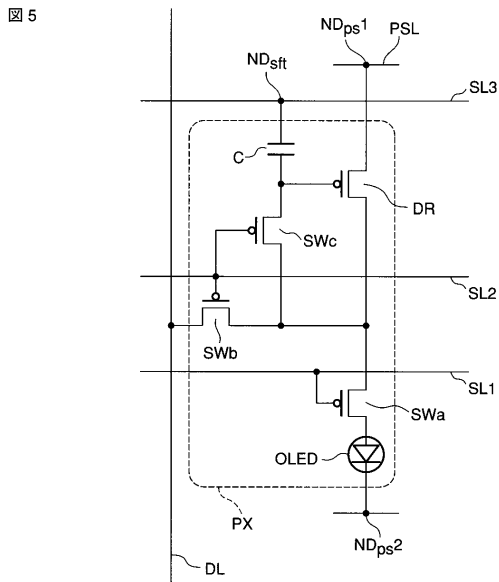 図 5
NDps1
PSL
NDsft
SL3
C
DR
SWc
SL2
SWb
SL1
SWa
OLED
PX
NDps2
DL